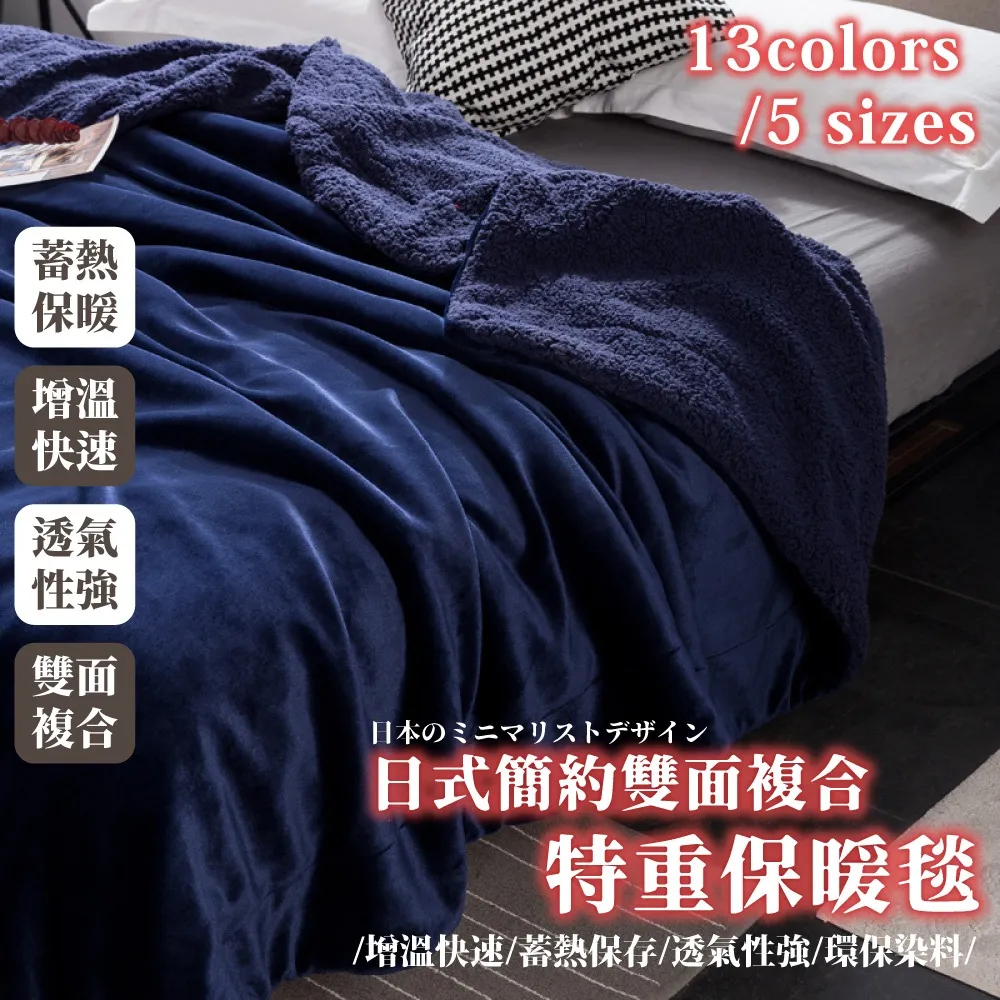 13colors
/5 sizes
蓄熱
保暖
增溫
快速
透氣
性強
雙面
複合
日本のミニマリストデザイン
日式簡約雙面複合
特重保暖毯
/增溫快速/蓄熱保存/透氣性強/環保染料/